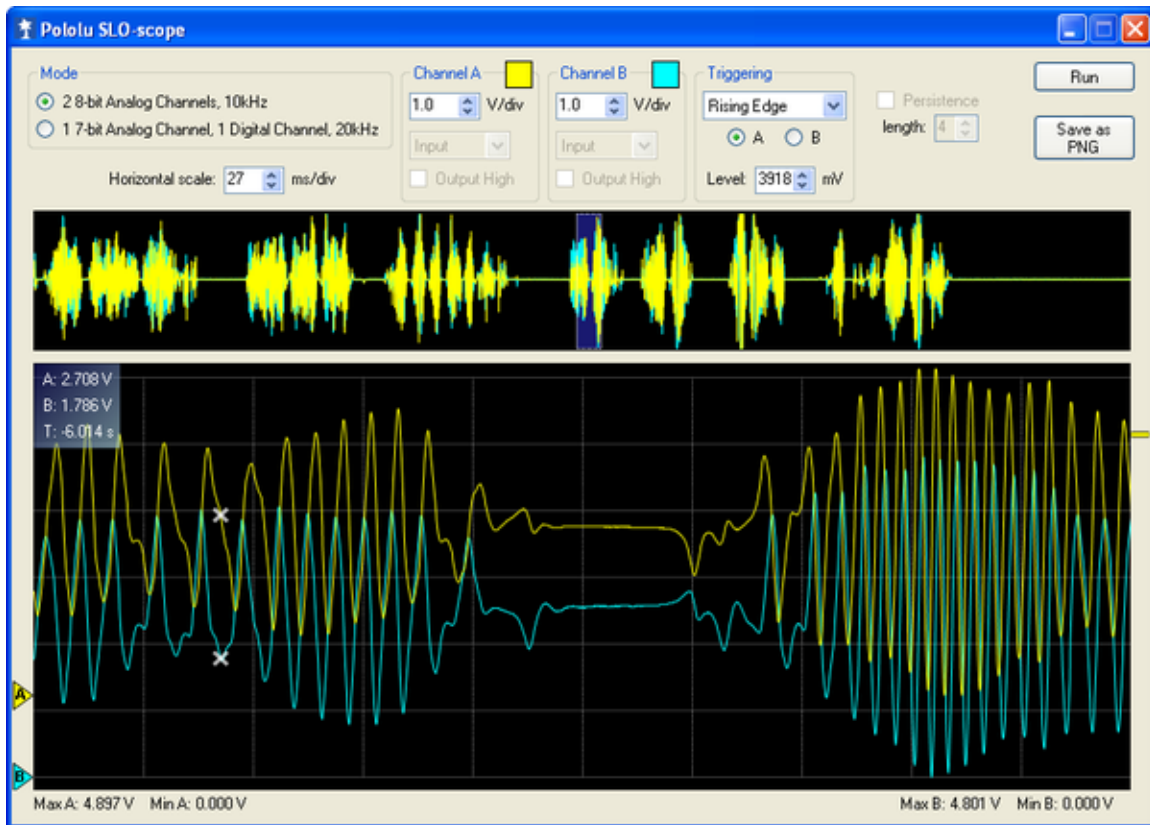 Pololu SLO-scope
Mode
2 8-bit Analog Channels, 10kHz
1 7-bit Analog Channel, 1 Digital Channel, 20kHz
Horizontal scale: 27 ms/div
Channel A
1.0 V/div
Input
Output High
Channel B
1.0 V/div
Input
Output High
Triggering
Rising Edge
A B
Level: 3918 mV
Persistence
length: 4
Run
Save as
PNG
A: 2.708 V
B: 1.786 V
T: -6.014 s
A
B
Max A: 4.897 V Min A: 0.000 V Max B: 4.801 V Min B: 0.000 V